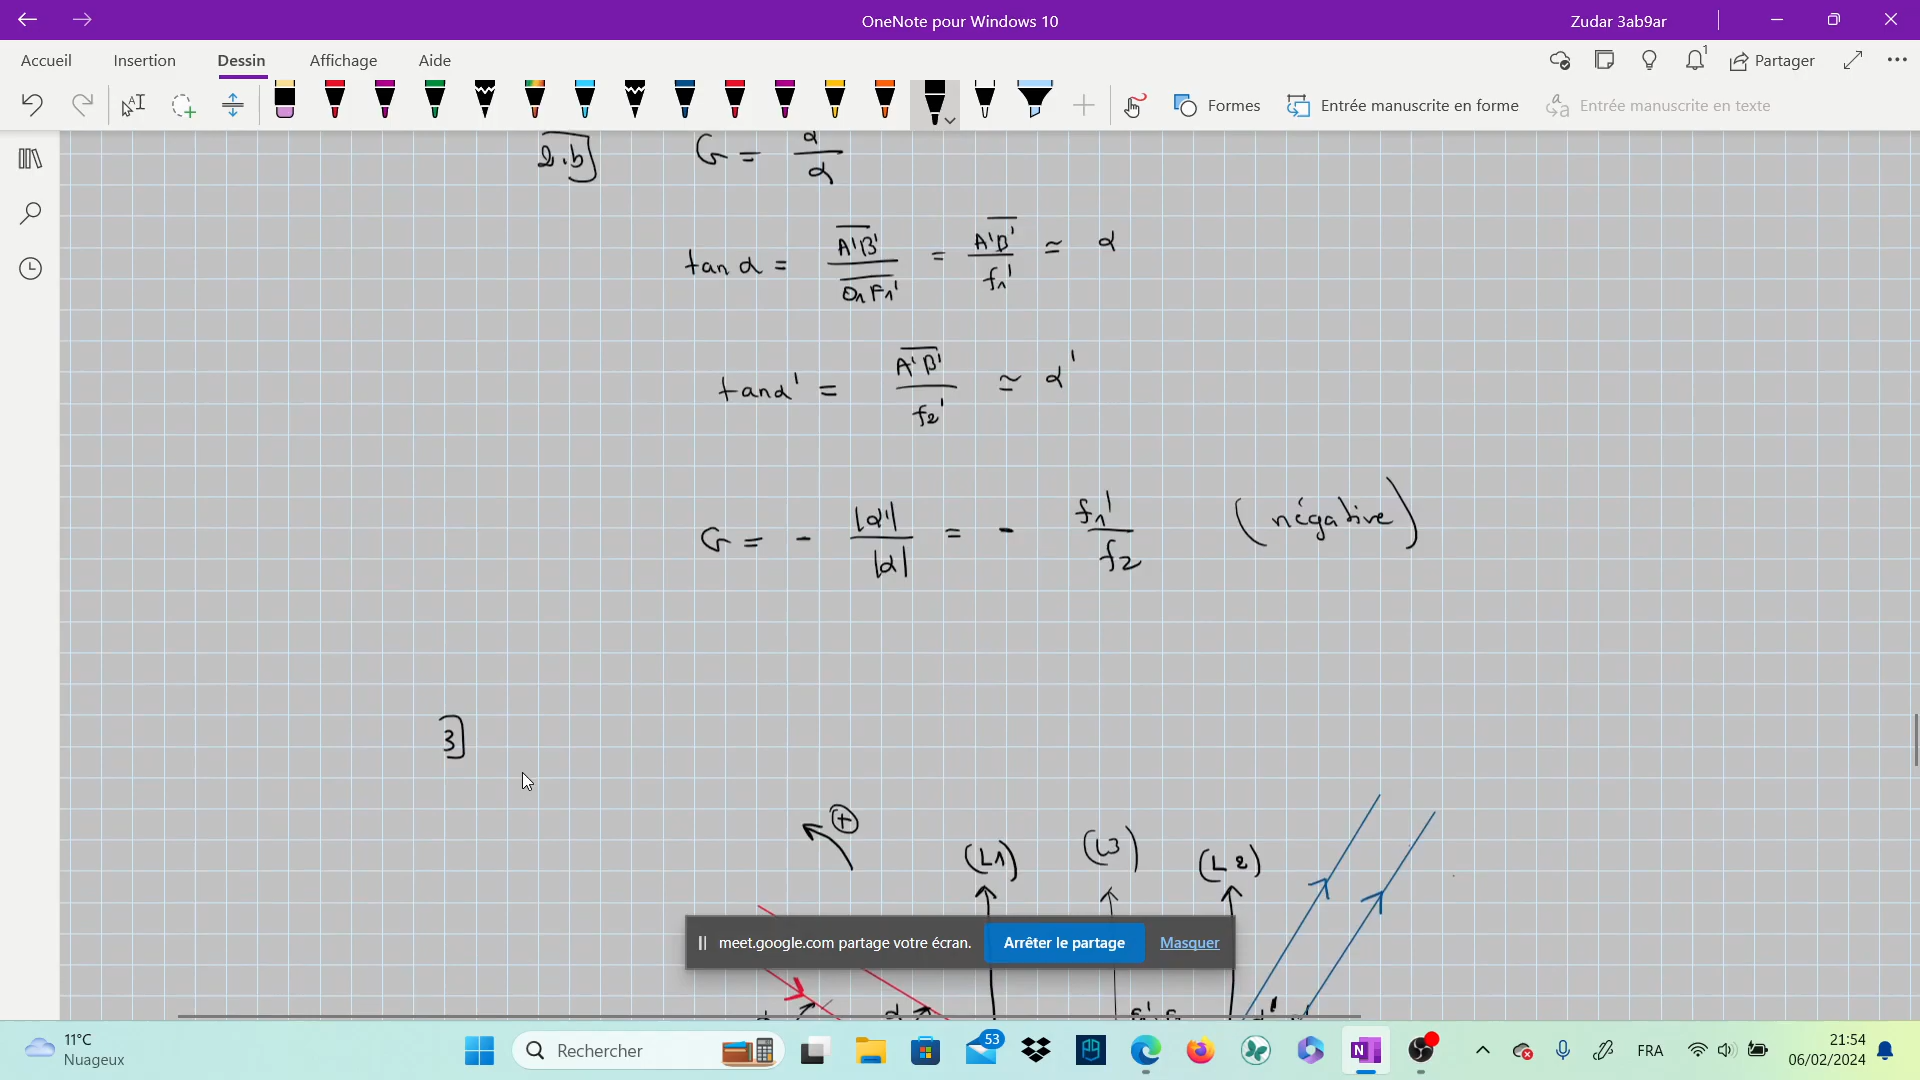 OneNote pour Windows 10
Zudar 3ab9ar
Accueil
Insertion
Dessin
Affichage
Aide
1
Partager
Formes
Entrée manuscrite en forme
Entrée manuscrite en texte
2.b] G = α / α
tan α = A'B' / O₁F₁' = A'B' / f₁' ≃ α
tan α' = A'B' / f₂' ≃ α'
G = - |α'| / |α| = - f₁' / f₂ (négative)
3]
+
(L1) (L3) (L2)
meet.google.com partage votre écran.
Arrêter le partage
Masquer
α α α'
11°C
Nuageux
Rechercher
53
FRA
21:54
06/02/2024